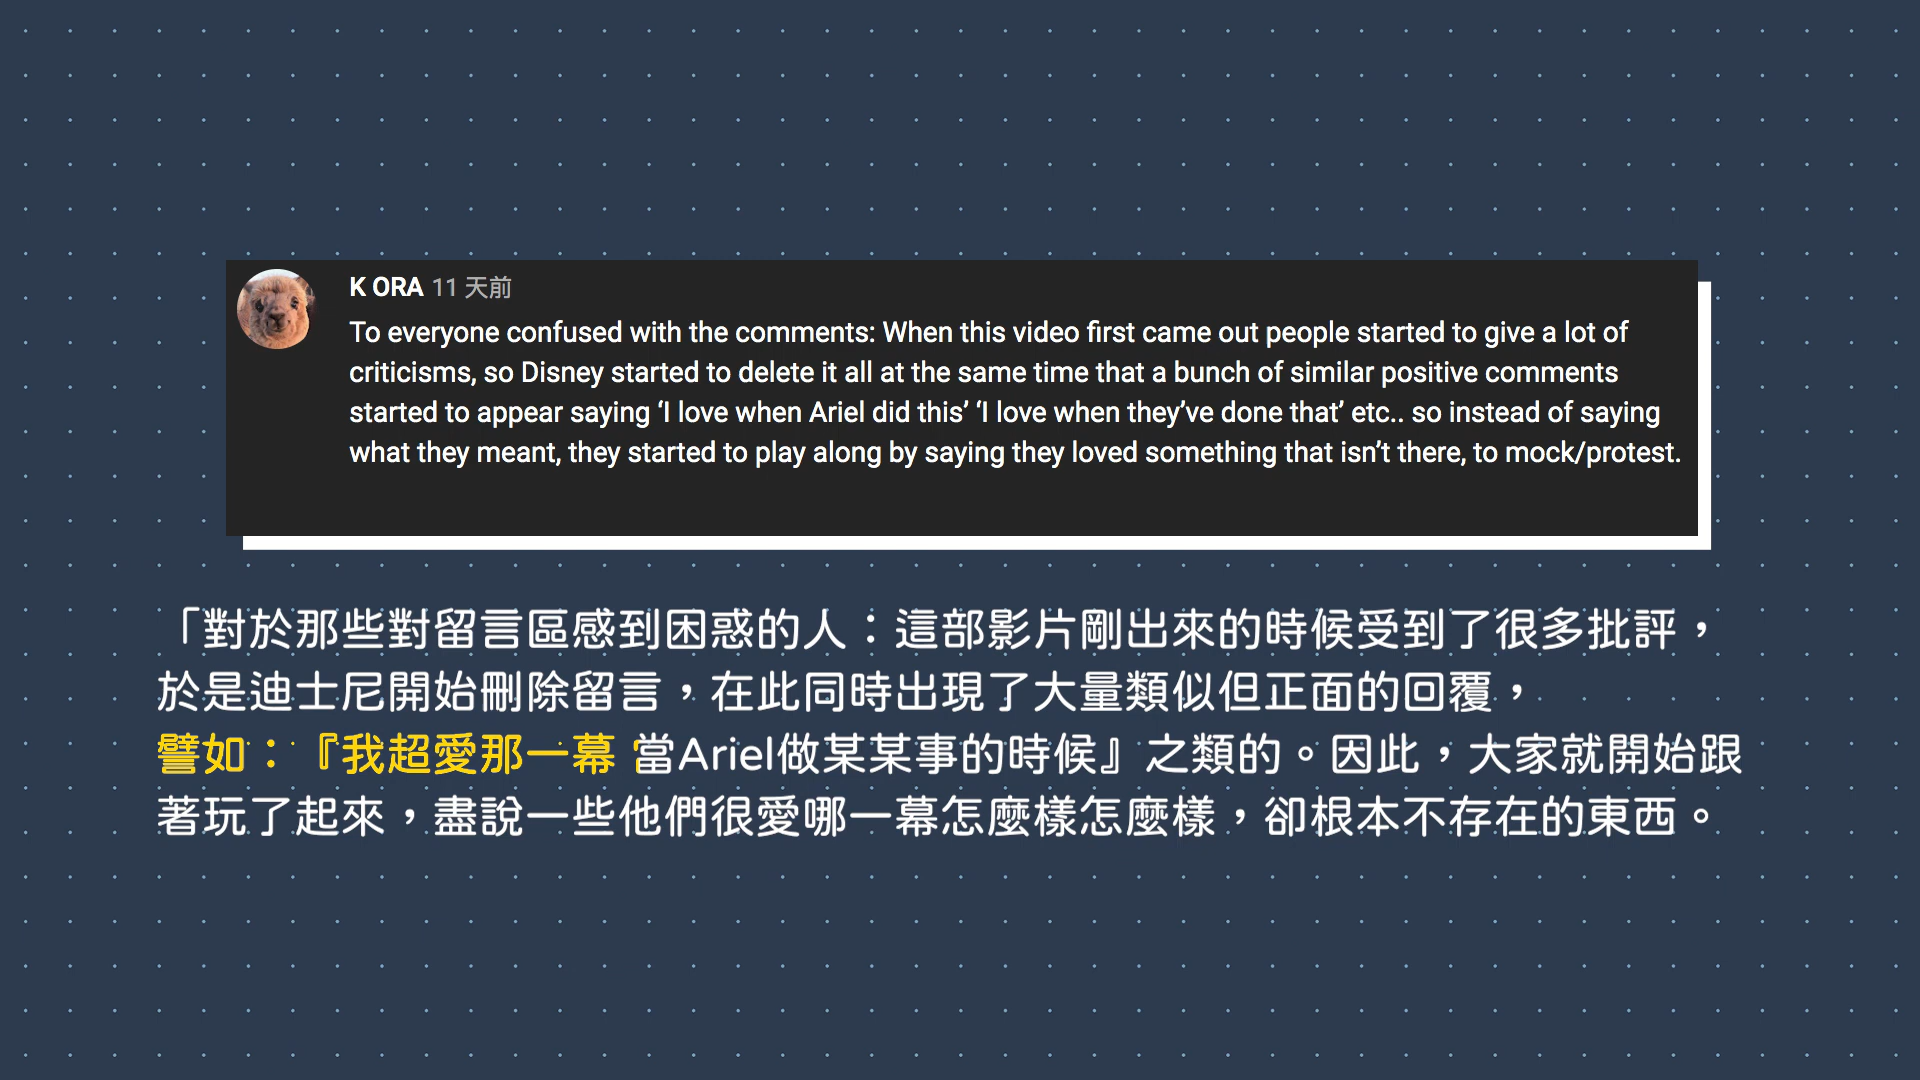 K ORA 11 天前
To everyone confused with the comments: When this video first came out people started to give a lot of
criticisms, so Disney started to delete it all at the same time that a bunch of similar positive comments
started to appear saying ‘I love when Ariel did this’ ‘I love when they’ve done that’ etc.. so instead of saying
what they meant, they started to play along by saying they loved something that isn’t there, to mock/protest.
「對於那些對留言區感到困惑的人：這部影片剛出來的時候受到了很多批評，
於是迪士尼開始刪除留言，在此同時出現了大量類似但正面的回覆，
譬如：『我超愛那一幕 當Ariel做某某事的時候』之類的。因此，大家就開始跟
著玩了起來，盡說一些他們很愛哪一幕怎麼樣怎麼樣，卻根本不存在的東西。